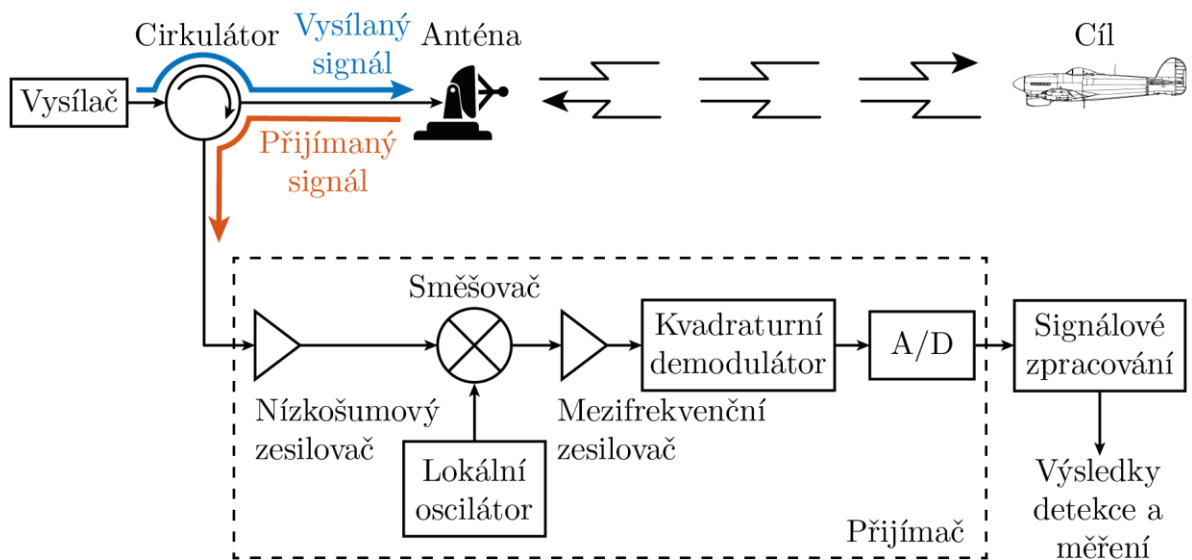 Cirkulátor
Vysílaný
signál
Anténa
Cíl
Vysílač
Přijímaný
signál
Směšovač
Kvadraturní
demodulátor
A/D
Signálové
zpracování
Nízkošumový
zesilovač
Lokální
oscilátor
Mezifrekvenční
zesilovač
Přijímač
Výsledky
detekce a
měření